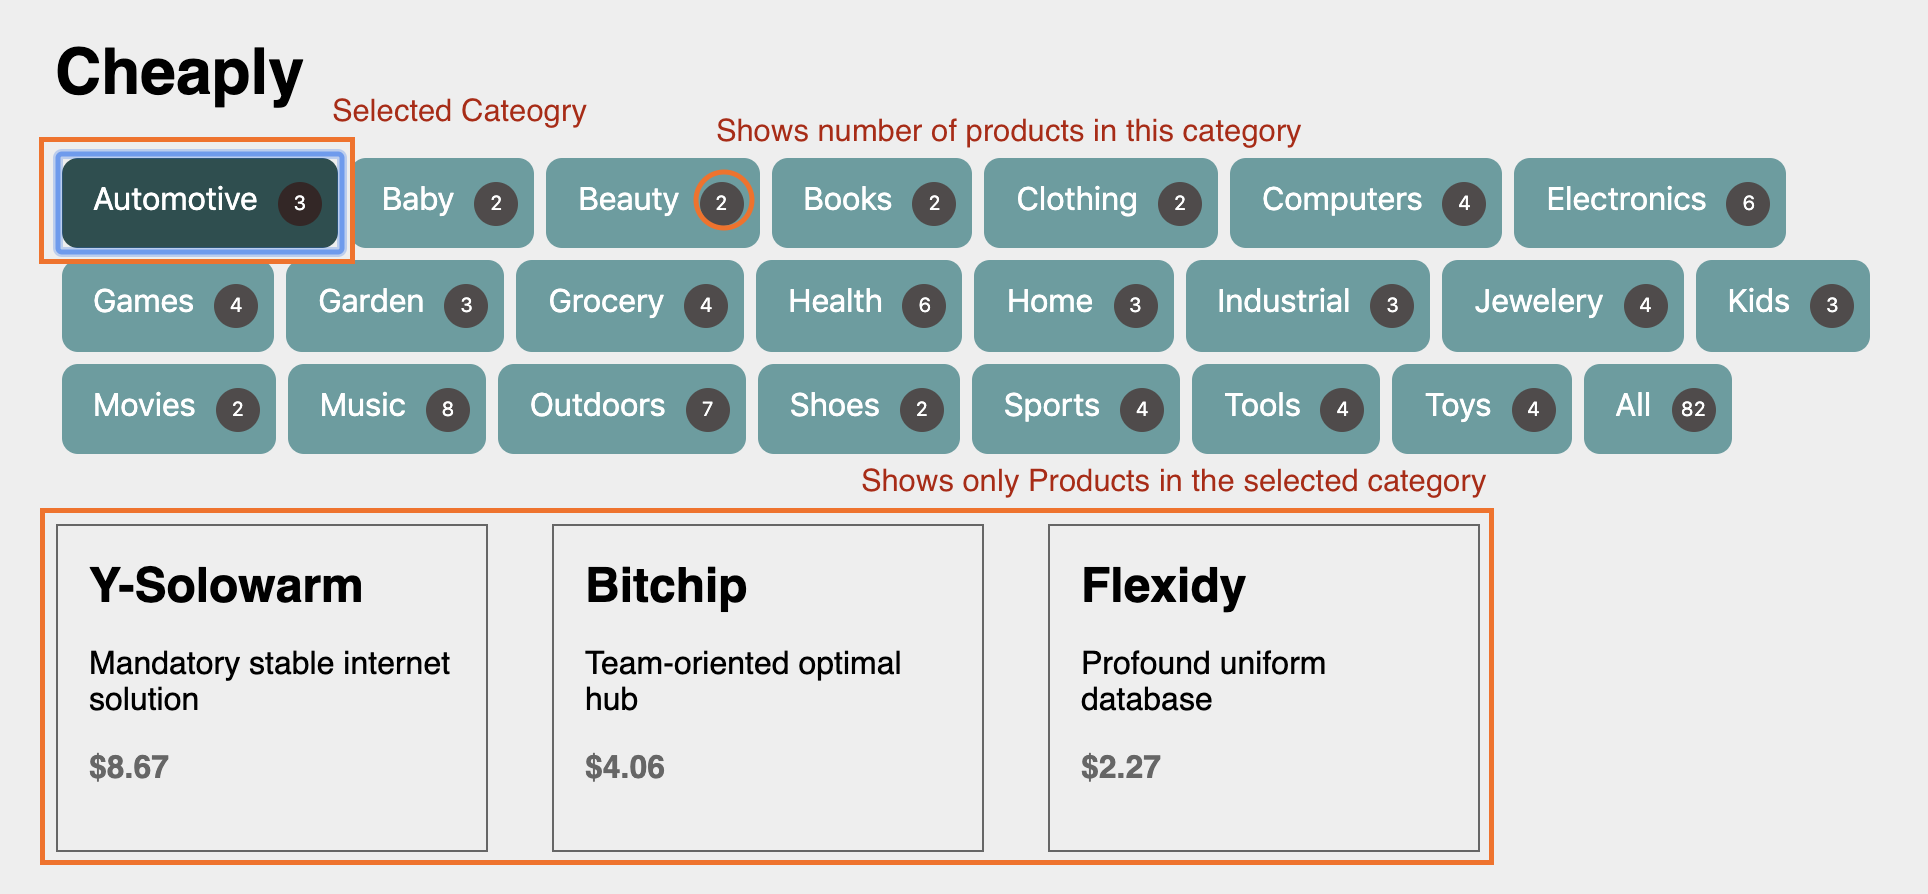 Cheaply
Selected Cateogry
Shows number of products in this category
Automotive 3 Baby 2 Beauty 2 Books 2 Clothing 2 Computers 4 Electronics 6
Games 4 Garden 3 Grocery 4 Health 6 Home 3 Industrial 3 Jewelery 4 Kids 3
Movies 2 Music 8 Outdoors 7 Shoes 2 Sports 4 Tools 4 Toys 4 All 82
Shows only Products in the selected category
Y-Solowarm
Mandatory stable internet
solution
$8.67
Bitchip
Team-oriented optimal
hub
$4.06
Flexidy
Profound uniform
database
$2.27